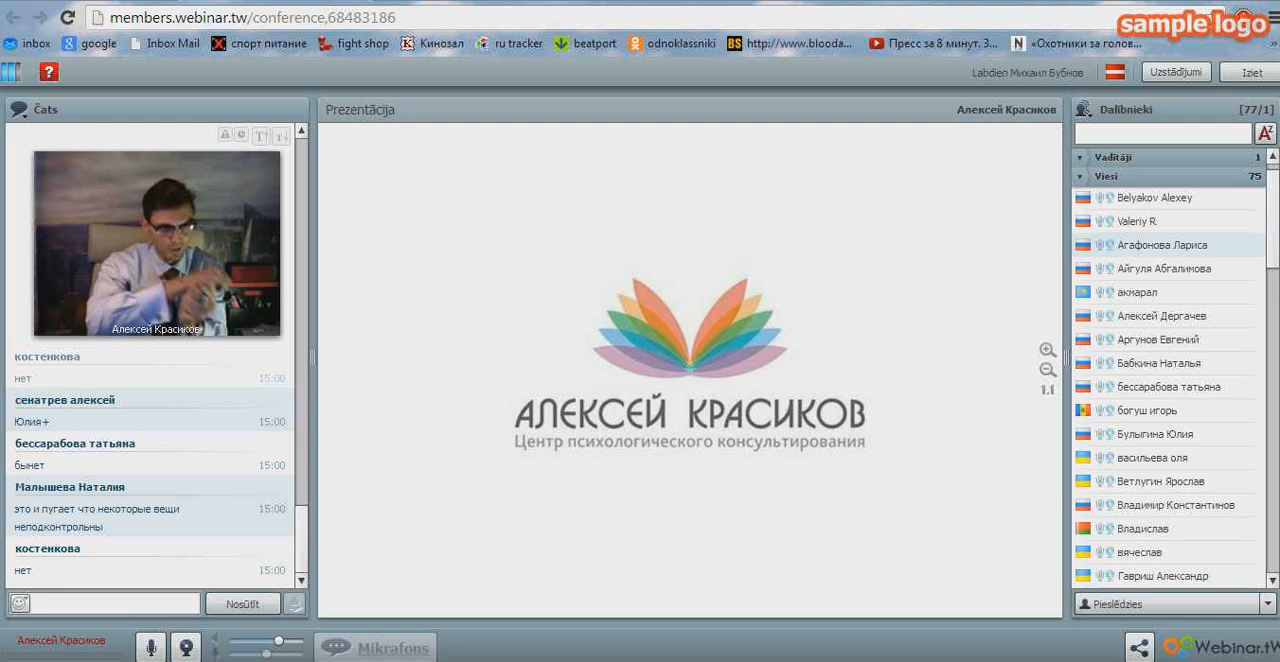 members.webinar.tw/conference,68483186
sample logo
inbox
google
Inbox Mail
спорт питание
fight shop
Кинозал
ru tracker
beatport
odnoklassniki
http://www.blooda...
Пресс за 8 минут. 3...
«Охотники за голов...
Labdien Михаил Бубнов
Uzstādījumi
Iziet
Čats
Prezentācija
Алексей Красиков
Dalībnieki
[77/1]
Алексей Красиков
костенкова
нет 15:00
сенатрев алексей
Юлия+ 15:00
бессарабова татьяна
бынет 15:00
Малышева Наталия
это и пугает что некоторые вещи 15:00
неподконтрольны
костенкова
нет 15:00
Nosūtīt
АЛЕКСЕЙ КРАСИКОВ
Центр психологического консультирования
1.1
Vadītāji 1
Viesi 75
Belyakov Alexey
Valeriy R.
Агафонова Лариса
Айгуля Абгалимова
акмарал
Алексей Дергачев
Аргунов Евгений
Бабкина Наталья
бессарабова татьяна
богуш игорь
Булыгина Юлия
васильева оля
Ветлугин Ярослав
Владимир Константинов
Владислав
вячеслав
Гавриш Александр
Pieslēdzies
Алексей Красиков
Mikrafons
Webinar.tw